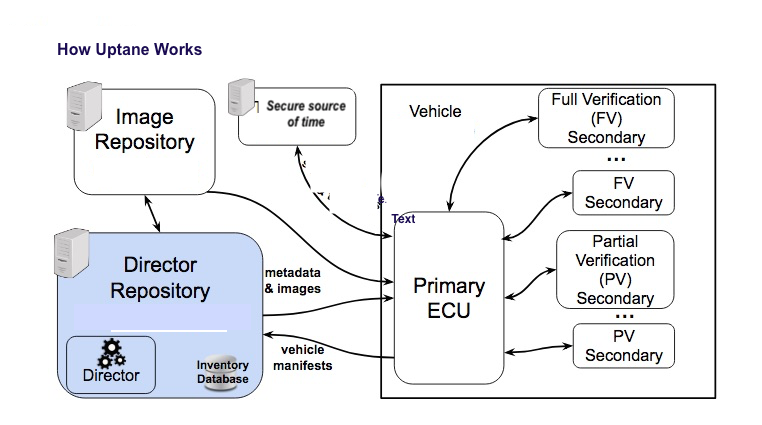 How Uptane Works
Image
Repository
Secure source
of time
Vehicle
Full Verification
(FV)
Secondary
...
FV
Secondary
Text
Partial
Verification
(PV)
Secondary
...
PV
Secondary
Primary
ECU
Director
Repository
metadata
& images
vehicle
manifests
Director
Inventory
Database